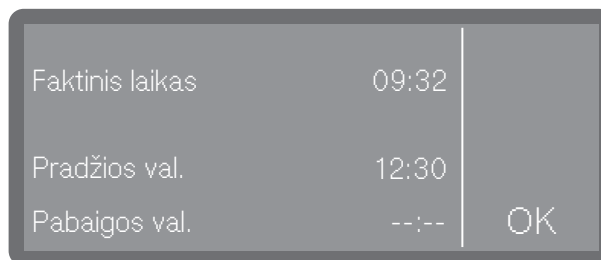 Faktinis laikas 09:32
Pradžios val. 12:30
Pabaigos val. --:-- OK